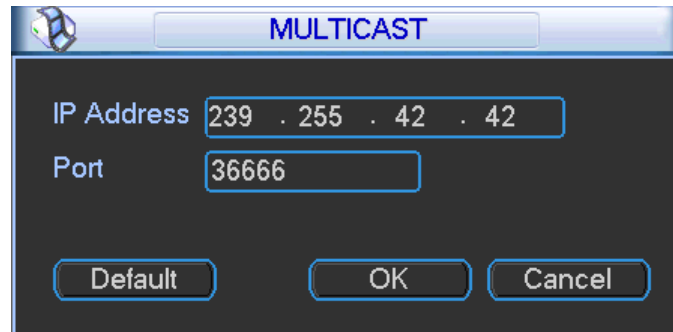 MULTICAST
IP Address 239 . 255 . 42 . 42
Port 36666
Default OK Cancel